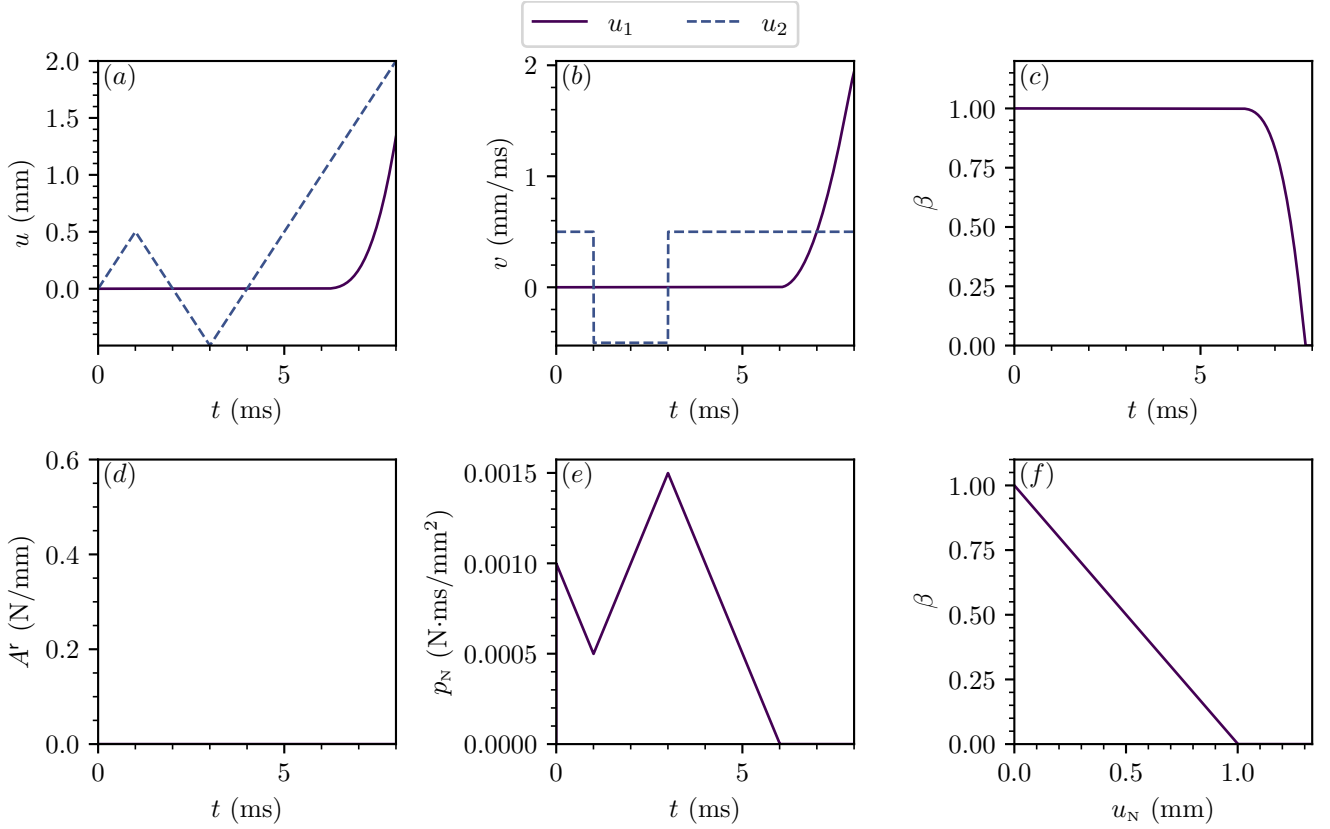 u₁ u₂
(a)
2.0
1.5
1.0
0.5
0.0
u (mm)
0 5
t (ms)
(b)
2
1
0
v (mm/ms)
0 5
t (ms)
(c)
1.00
0.75
0.50
0.25
0.00
β
0 5
t (ms)
(d)
0.6
0.4
0.2
0.0
Aʳ (N/mm)
0 5
t (ms)
(e)
0.0015
0.0010
0.0005
0.0000
p_N (N·ms/mm²)
0 5
t (ms)
(f)
1.00
0.75
0.50
0.25
0.00
β
0.0 0.5 1.0
u_N (mm)